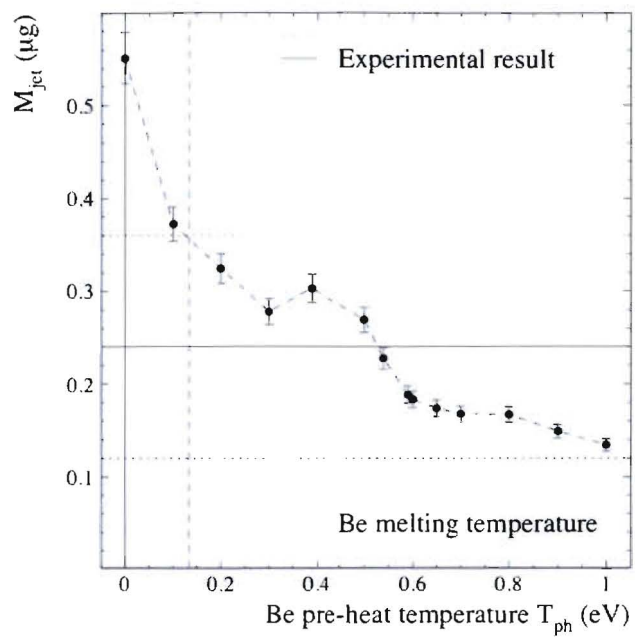 M_jet (μg)
Experimental result
0.5
0.4
0.3
0.2
0.1
Be melting temperature
0 0.2 0.4 0.6 0.8 1
Be pre-heat temperature T_ph (eV)